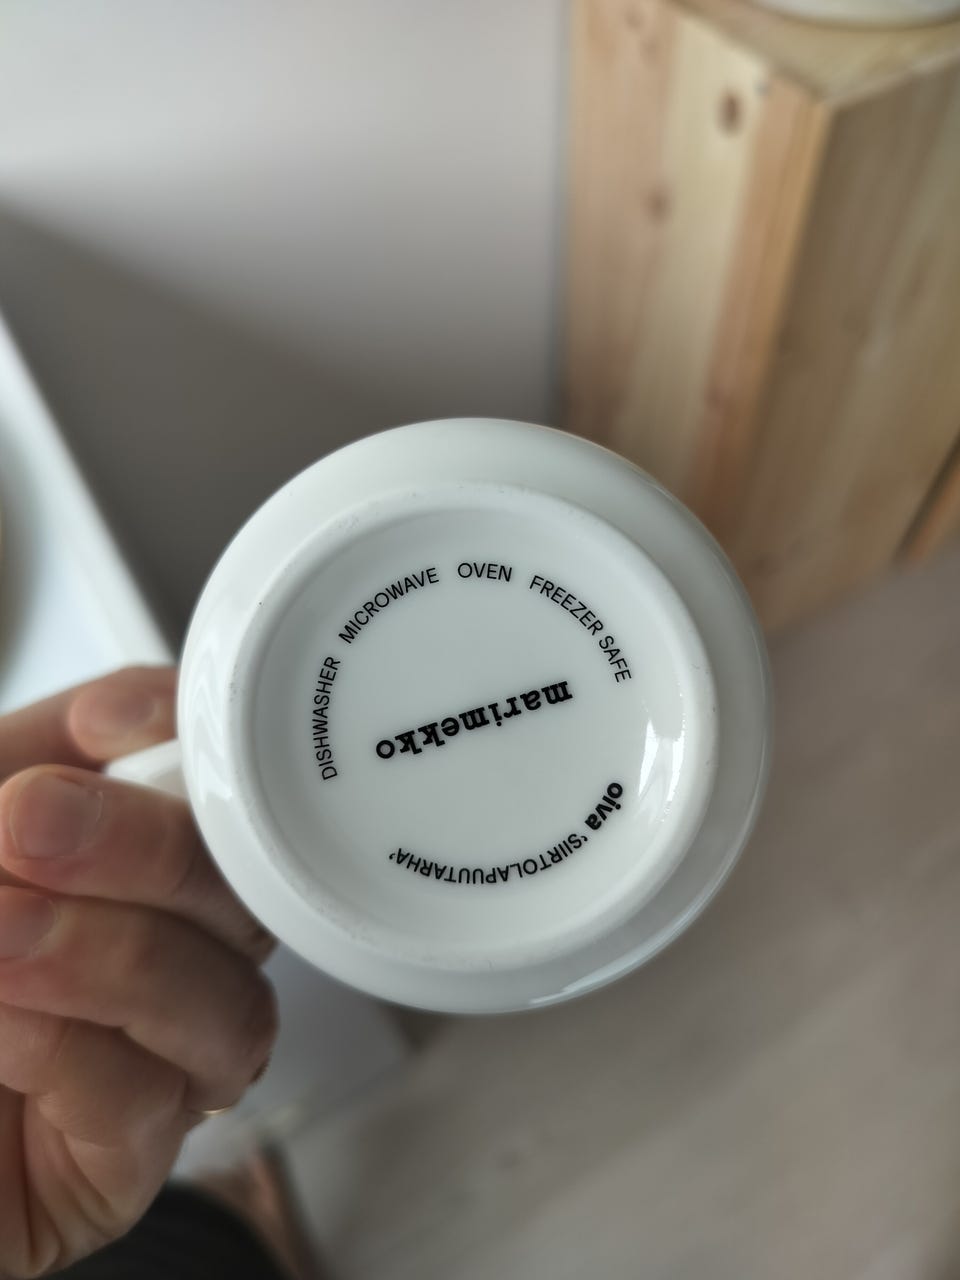 DISHWASHER MICROWAVE OVEN FREEZER SAFE
marimekko
oiva 'SIIRTOLAPUUTARHA'